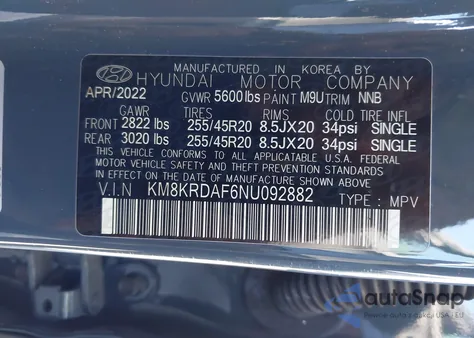 MANUFACTURED IN KOREA BY
HYUNDAI MOTOR COMPANY
APR/2022 GVWR 5600 lbs PAINT M9U TRIM NNB
GAWR TIRES RIMS COLD TIRE INFL
FRONT 2822 lbs 255/45R20 8.5JX20 34psi SINGLE
REAR 3020 lbs 255/45R20 8.5JX20 34psi SINGLE
THIS VEHICLE CONFORMS TO ALL APPLICABLE U.S.A. FEDERAL
MOTOR VEHICLE SAFETY AND THEFT PREVENTION STANDARDS
IN EFFECT ON THE DATE OF MANUFACTURE SHOWN ABOVE.
V.I.N KM8KRDAF6NU092882 TYPE : MPV
autoSnap